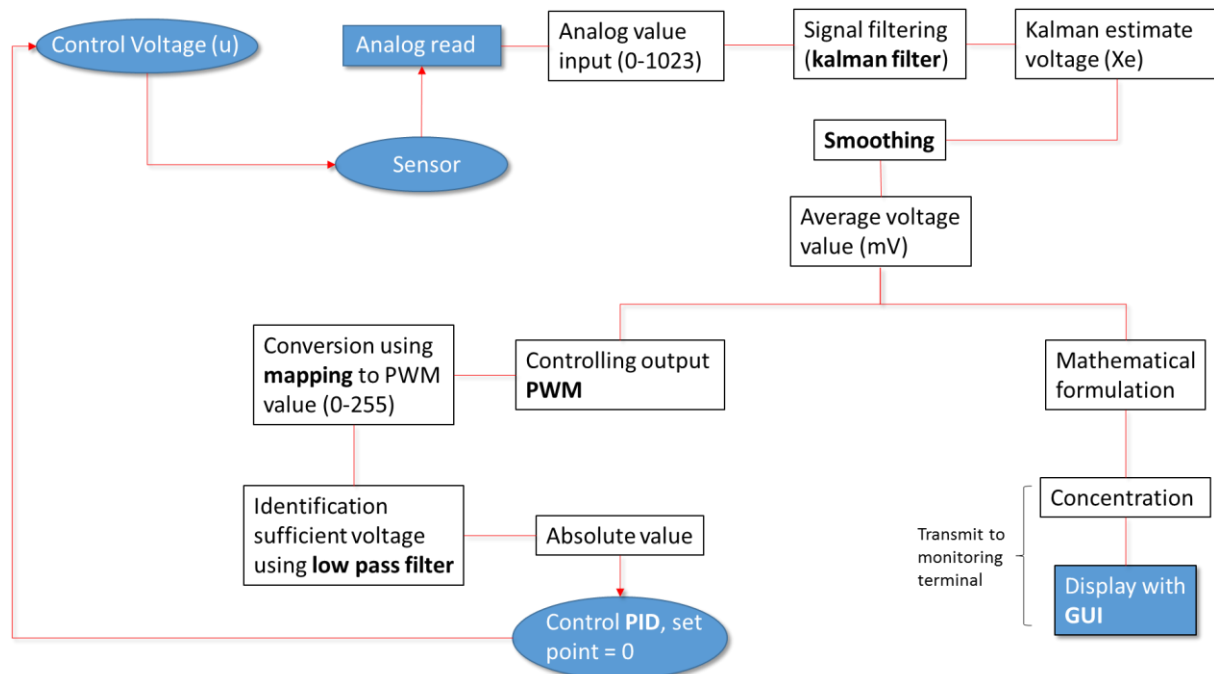 Control Voltage (u)
Analog read
Analog value
input (0-1023)
Signal filtering
(kalman filter)
Kalman estimate
voltage (Xe)
Sensor
Smoothing
Average voltage
value (mV)
Conversion using
mapping to PWM
value (0-255)
Controlling output
PWM
Mathematical
formulation
Identification
sufficient voltage
using low pass filter
Absolute value
Concentration
Transmit to
monitoring
terminal
Display with
GUI
Control PID, set
point = 0